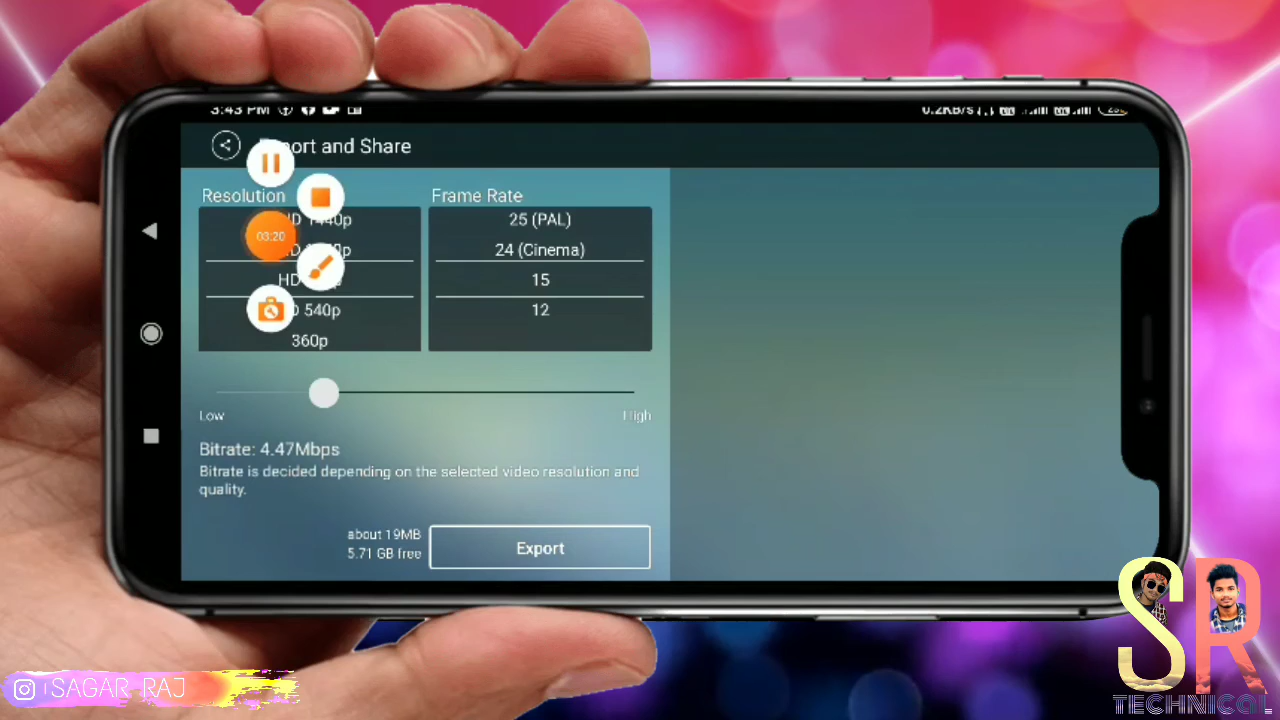 3:43 PM
0.2KB/s
Export and Share
Resolution
Frame Rate
1440p
25 (PAL)
24 (Cinema)
03:20
HD
15
540p
12
360p
Low
High
Bitrate: 4.47Mbps
Bitrate is decided depending on the selected video resolution and
quality.
about 19MB
5.71 GB free
Export
SAGAR RAJ
SR
TECHNICAL